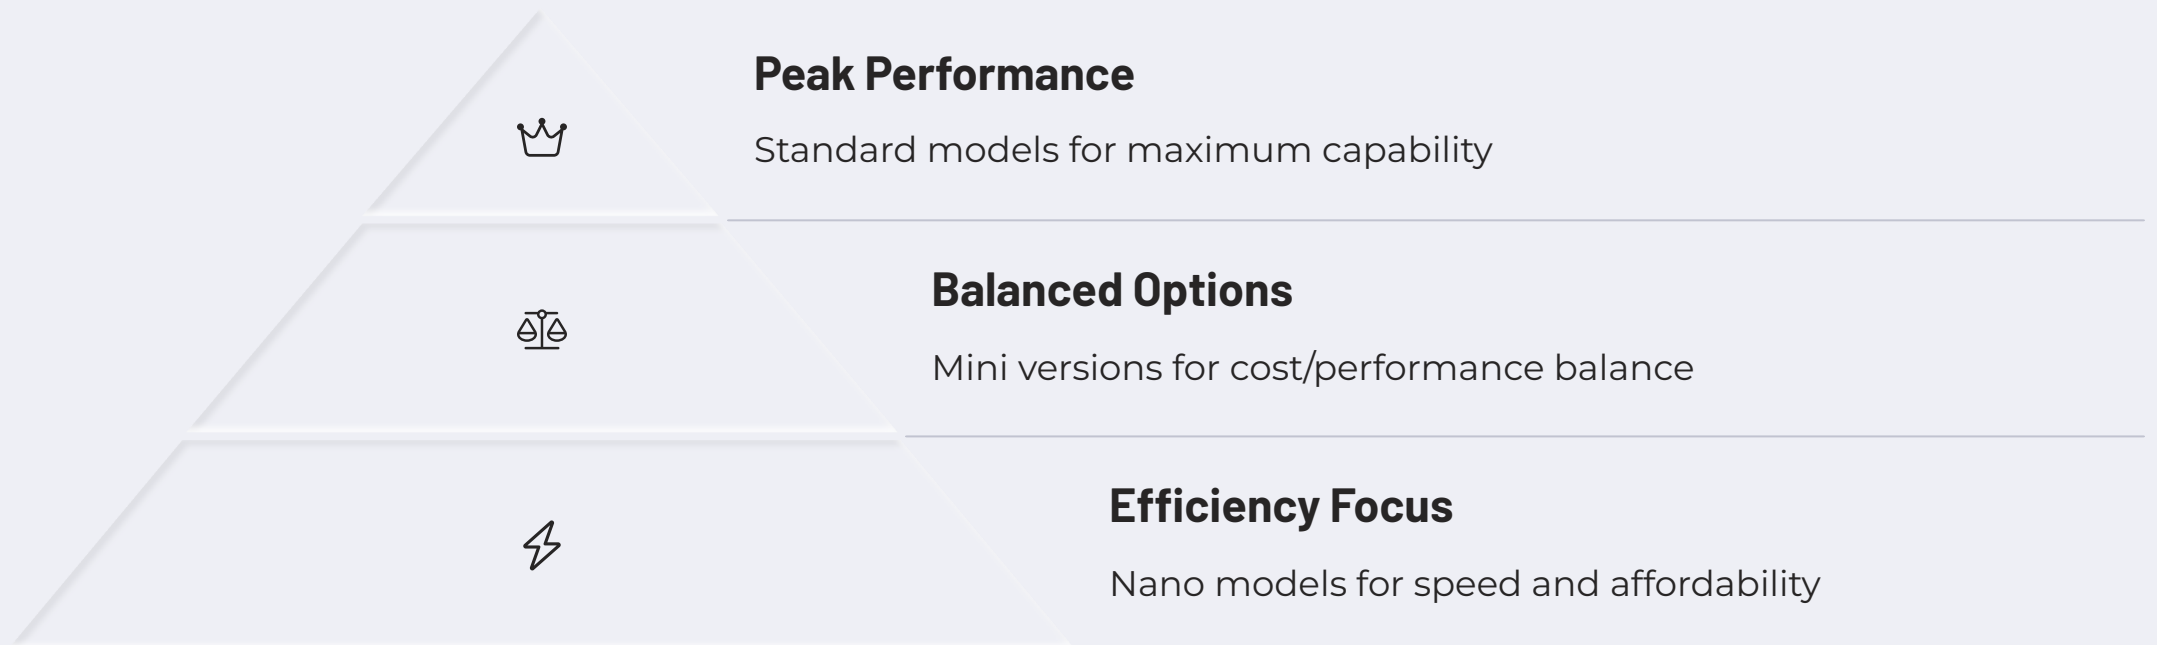 Peak Performance
Standard models for maximum capability
Balanced Options
Mini versions for cost/performance balance
Efficiency Focus
Nano models for speed and affordability